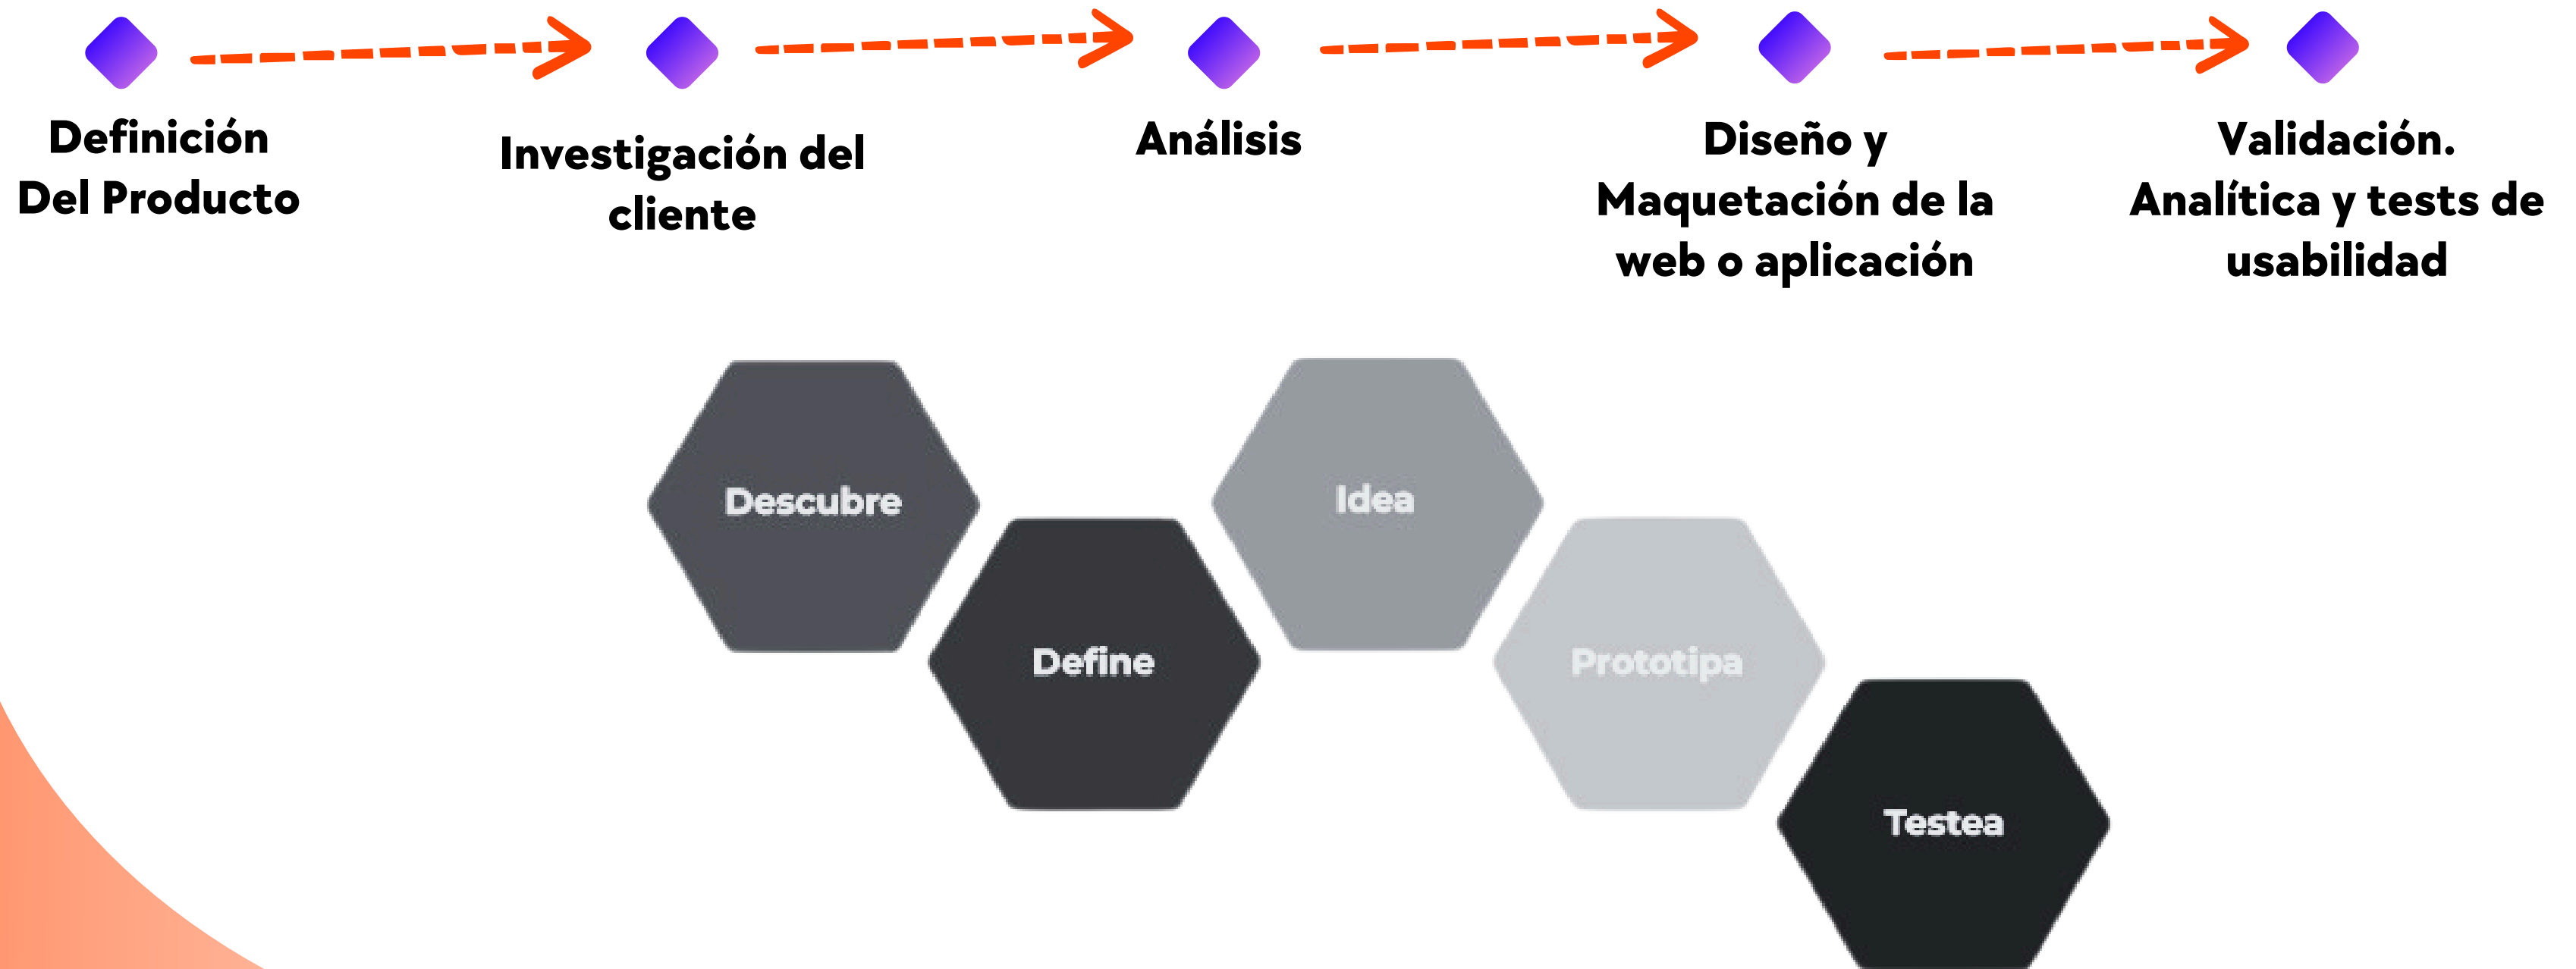 Definición
Del Producto
Investigación del
cliente
Análisis
Diseño y
Maquetación de la
web o aplicación
Validación.
Analítica y tests de
usabilidad
Descubre
Define
Idea
Prototipa
Testea